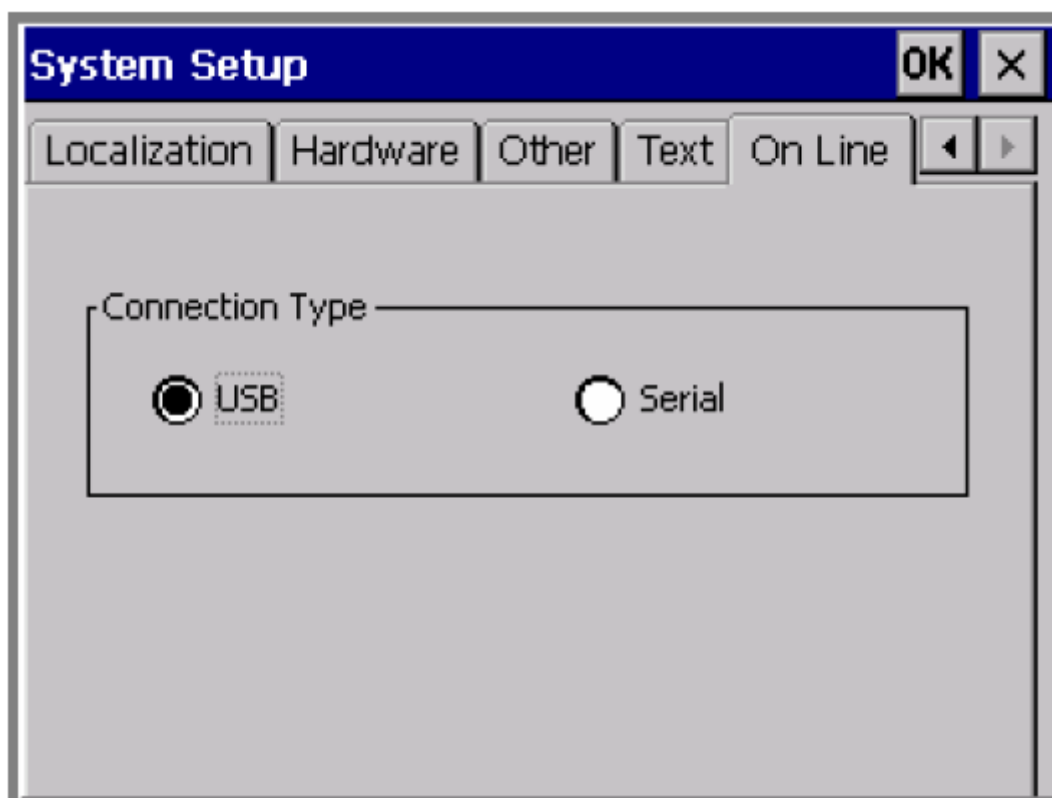 System Setup OK ×
Localization Hardware Other Text On Line
Connection Type
USB Serial